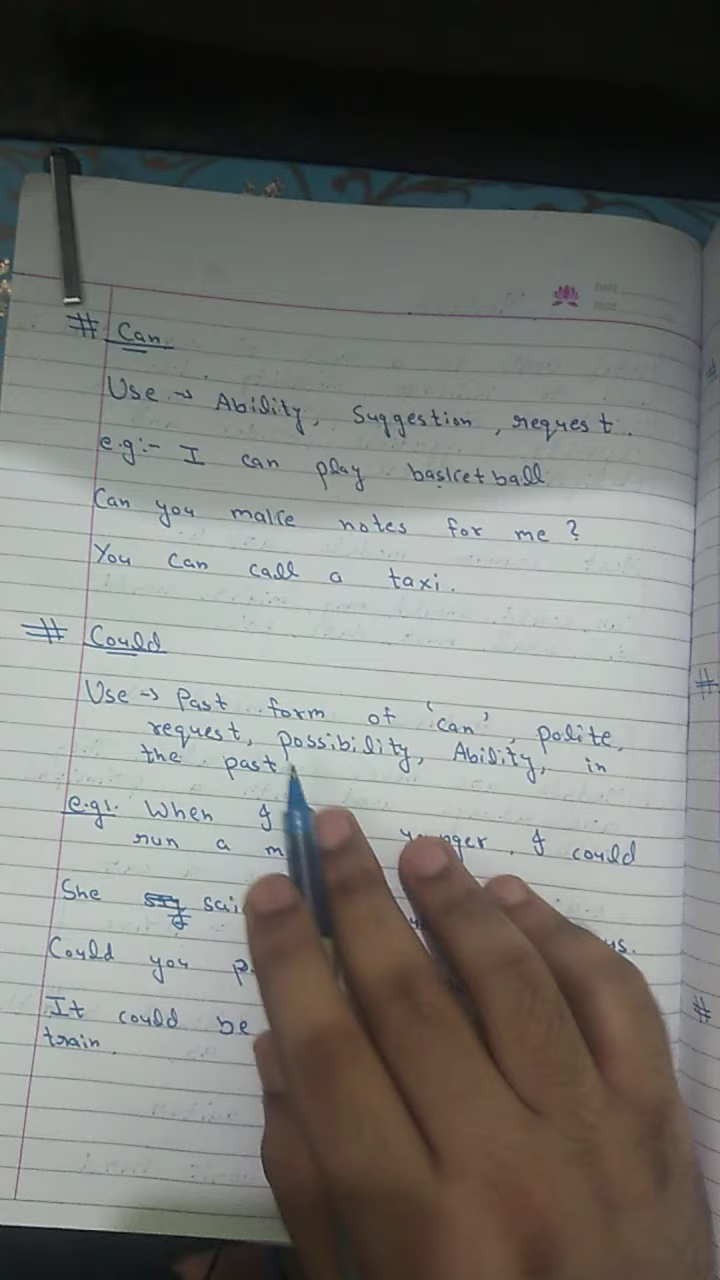 # Can
Use → Ability, Suggestion, request.
e.g:- I can play basketball
Can you make notes for me ?
You can call a taxi.
# Could
Use → Past form of 'can', polite
request, possibility, Ability, in
the past
e.g:. When I younger, I could
run a
She said
Could you
It could be
train.